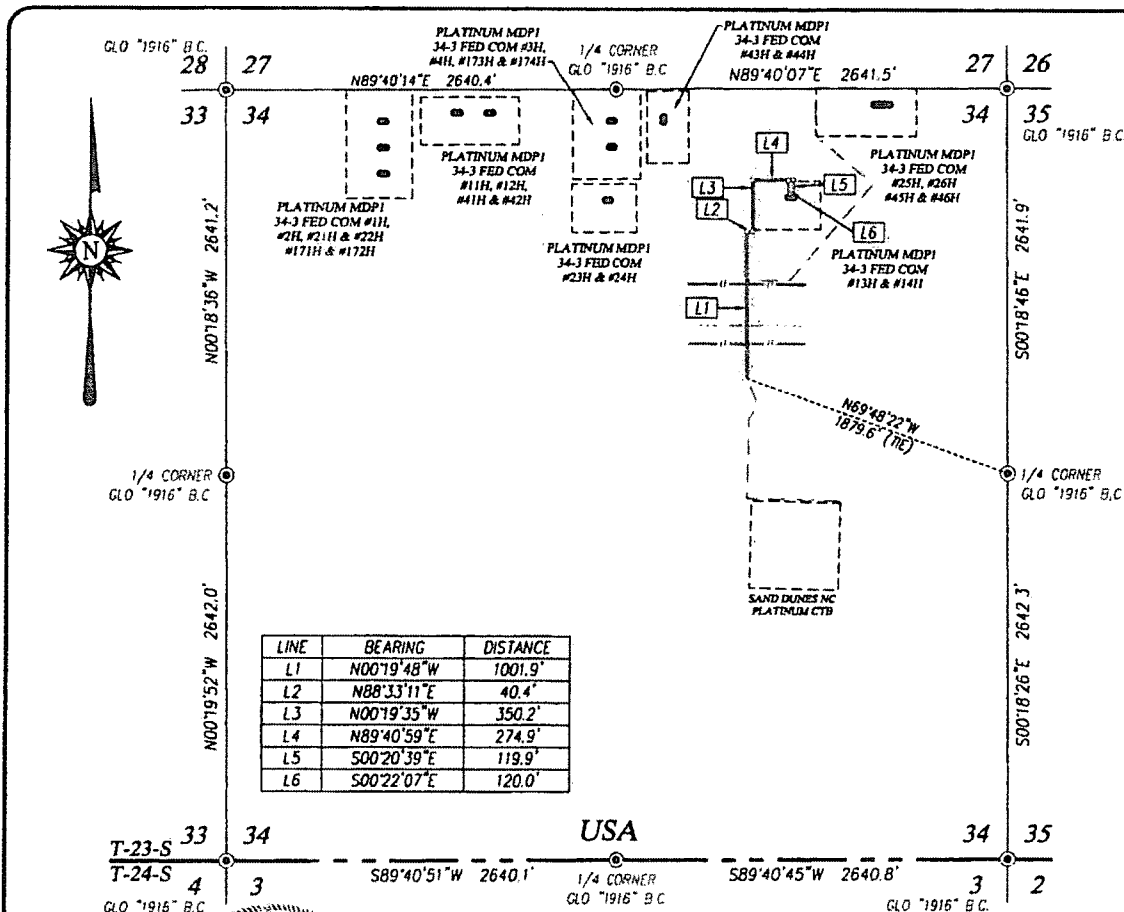 GLO "1916" B.C.
28 27
33 34
PLATINUM MDP1
34-3 FED COM #3H,
#4H, #173H & #174H
1/4 CORNER
GLO "1916" B.C
PLATINUM MDP1
34-3 FED COM
#43H & #44H
N89°40'14"E 2640.4'
N89°40'07"E 2641.5'
27 26
34 35
GLO "1916" B.C.
PLATINUM MDP1
34-3 FED COM #1H,
#2H, #21H & #22H
#171H & #172H
PLATINUM MDP1
34-3 FED COM
#11H, #12H,
#41H & #42H
PLATINUM MDP1
34-3 FED COM
#23H & #24H
L4
L3
L2
L5
L6
L1
PLATINUM MDP1
34-3 FED COM
#25H, #26H
#45H & #46H
PLATINUM MDP1
34-3 FED COM
#13H & #14H
N
N00°18'36"W 2641.2'
S00°18'46"E 2641.9'
N69°48'22"W
1879.6' (TIE)
1/4 CORNER
GLO "1916" B.C
1/4 CORNER
GLO "1916" B.C
SAND DUNES NC
PLATINUM CTB
N00°19'52"W 2642.0'
S00°18'26"E 2642.3'
LINE BEARING DISTANCE
L1 N00°19'48"W 1001.9'
L2 N88°33'11"E 40.4'
L3 N00°19'35"W 350.2'
L4 N89°40'59"E 274.9'
L5 S00°20'39"E 119.9'
L6 S00°22'07"E 120.0'
USA
33 34
T-23-S
T-24-S
4 3
GLO "1916" B.C
S89°40'51"W 2640.1'
1/4 CORNER
GLO "1916" B.C
S89°40'45"W 2640.8'
34 35
3 2
GLO "1916" B.C.